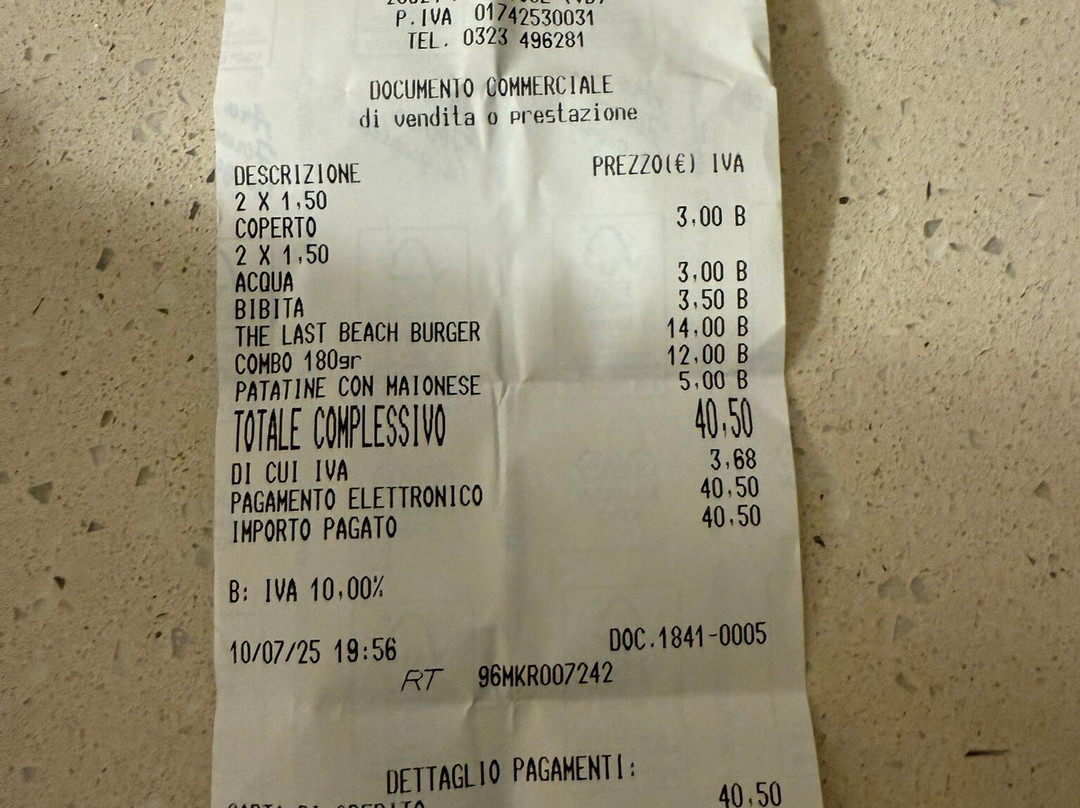 P.IVA 01742530031
TEL. 0323 496281
DOCUMENTO COMMERCIALE
di vendita o prestazione
DESCRIZIONE PREZZO(€) IVA
2 X 1,50
COPERTO 3,00 B
2 X 1,50
ACQUA 3,00 B
BIBITA 3,50 B
THE LAST BEACH BURGER 14,00 B
COMBO 180gr 12,00 B
PATATINE CON MAIONESE 5,00 B
TOTALE COMPLESSIVO 40,50
DI CUI IVA 3,68
PAGAMENTO ELETTRONICO 40,50
IMPORTO PAGATO 40,50
B: IVA 10,00%
10/07/25 19:56 DOC.1841-0005
RT 96MKR007242
DETTAGLIO PAGAMENTI:
CARTA DI CREDITO 40,50